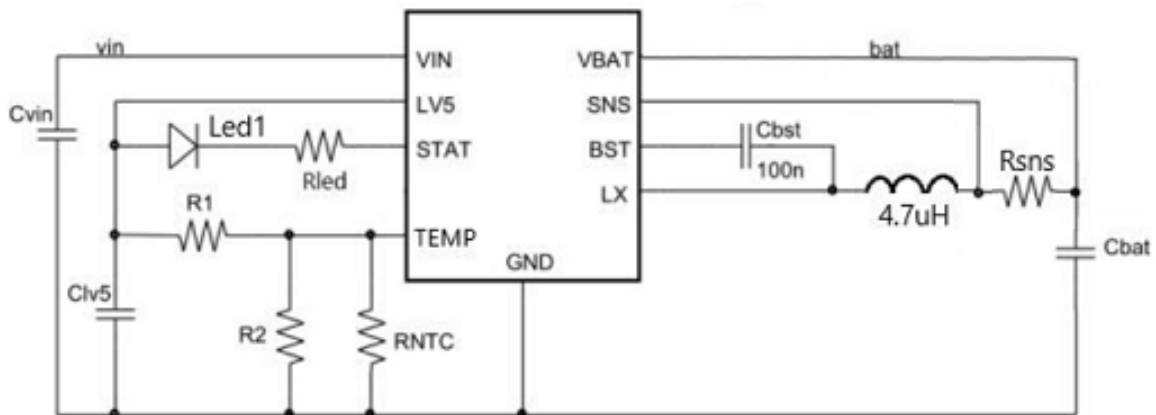 vin
VIN
VBAT
bat
Cvin
LV5
SNS
Led1
STAT
BST
Cbst
100n
Rled
LX
Rsns
R1
4.7uH
TEMP
GND
Cbat
Clv5
R2
RNTC